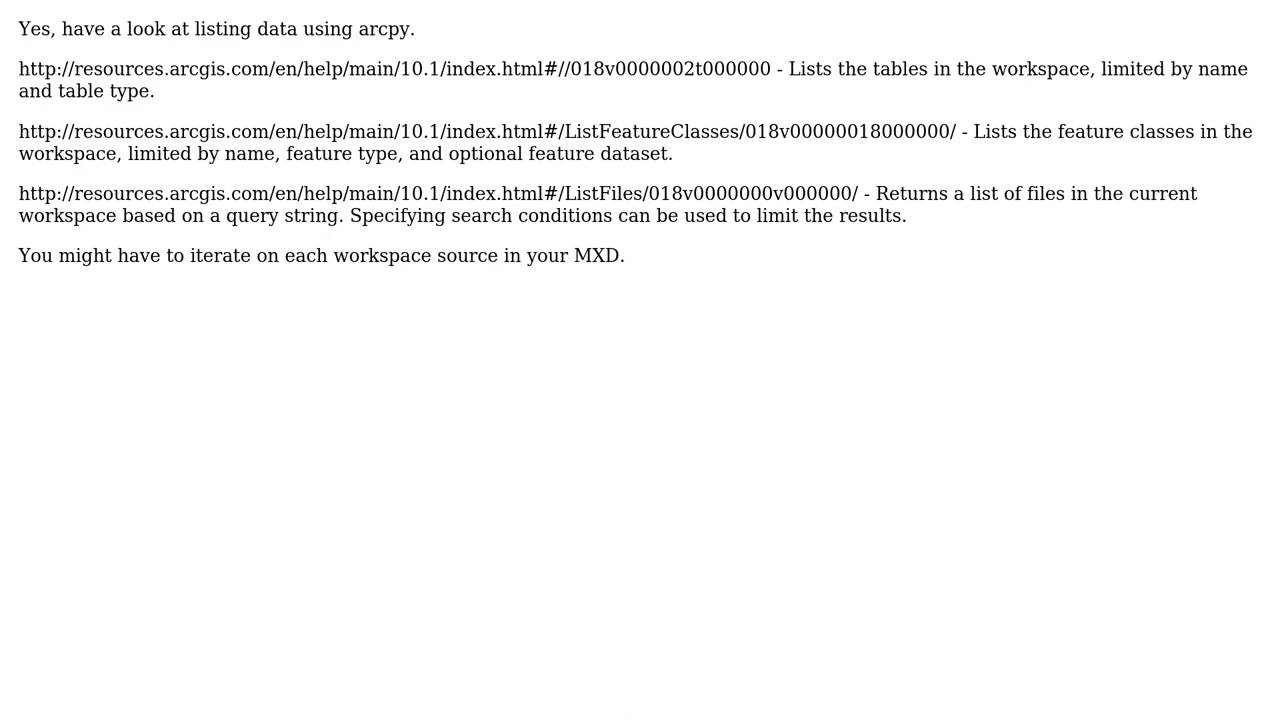 Yes, have a look at listing data using arcpy.
http://resources.arcgis.com/en/help/main/10.1/index.html#//018v0000002t000000 - Lists the tables in the workspace, limited by name
and table type.
http://resources.arcgis.com/en/help/main/10.1/index.html#/ListFeatureClasses/018v00000018000000/ - Lists the feature classes in the
workspace, limited by name, feature type, and optional feature dataset.
http://resources.arcgis.com/en/help/main/10.1/index.html#/ListFiles/018v0000000v000000/ - Returns a list of files in the current
workspace based on a query string. Specifying search conditions can be used to limit the results.
You might have to iterate on each workspace source in your MXD.